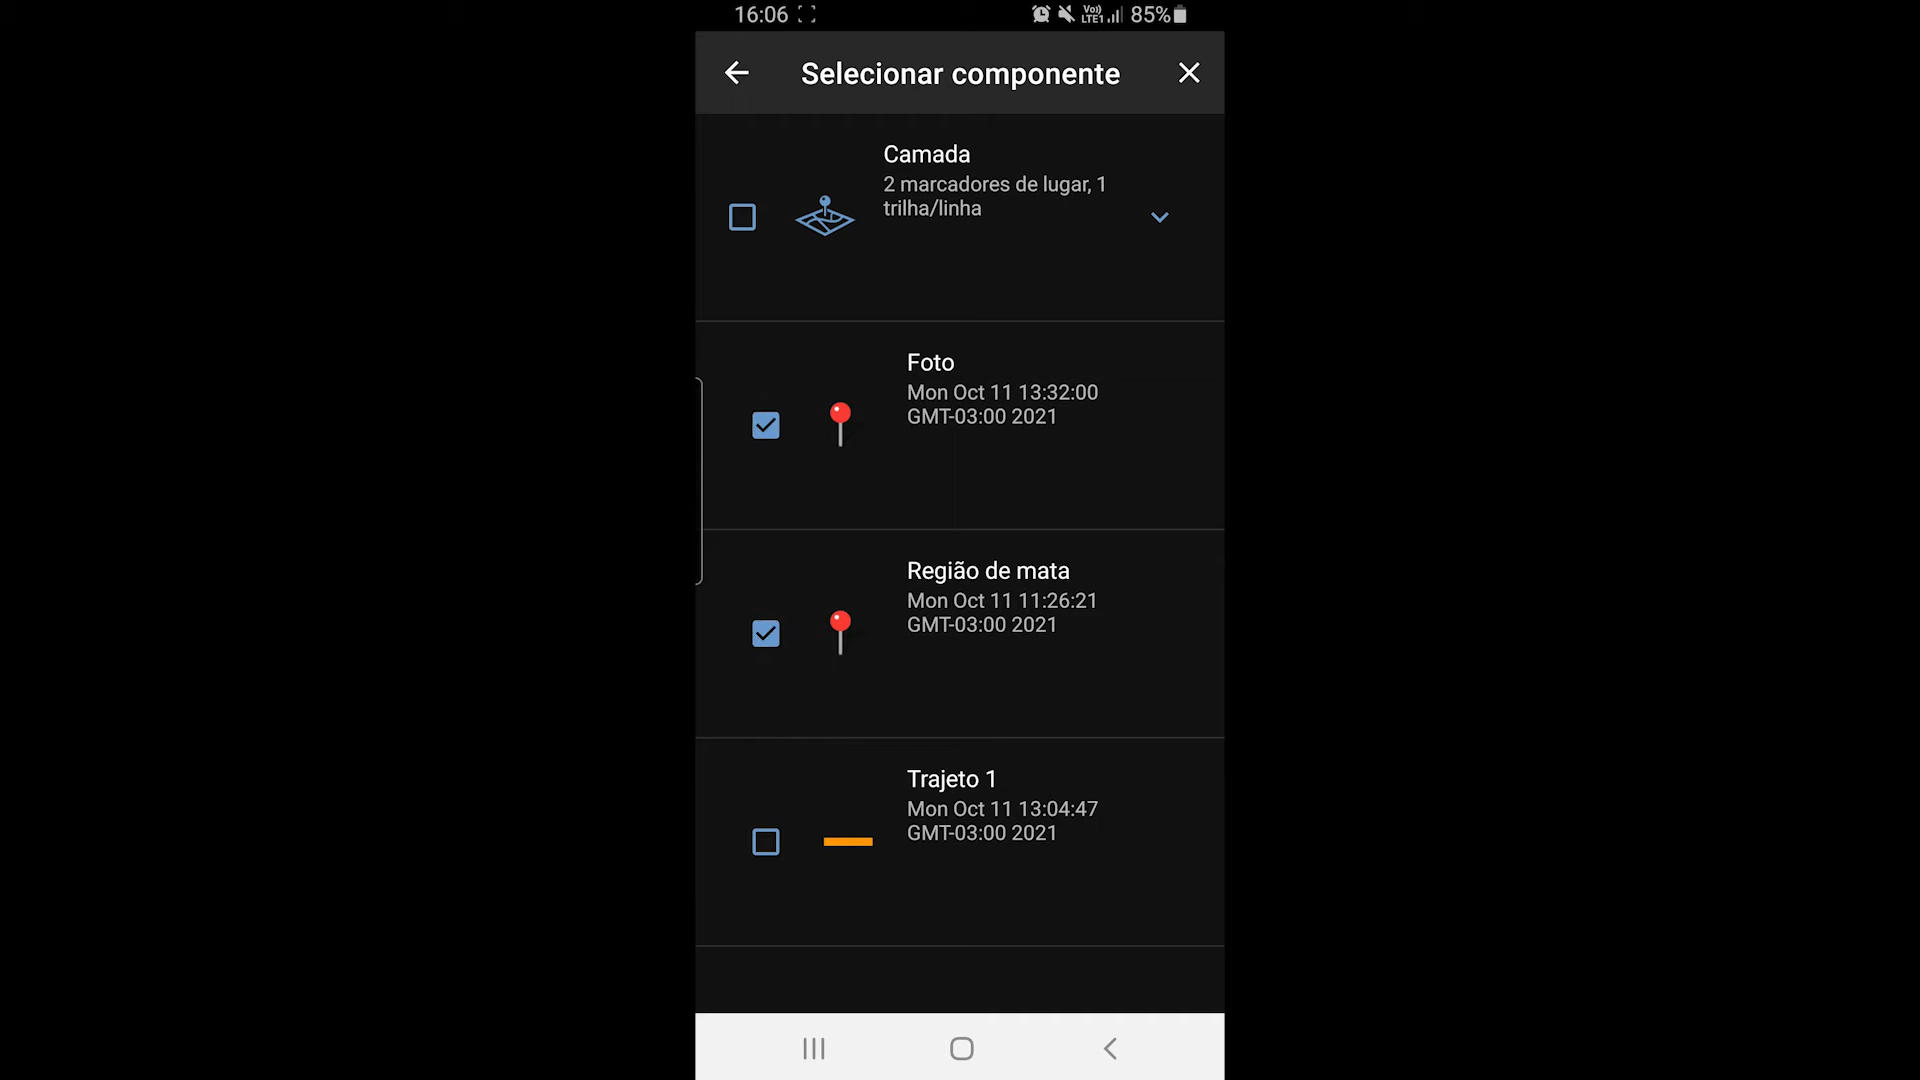 16:06
Vo)) LTE1 85%
Selecionar componente
Camada
2 marcadores de lugar, 1
trilha/linha
Foto
Mon Oct 11 13:32:00
GMT-03:00 2021
Região de mata
Mon Oct 11 11:26:21
GMT-03:00 2021
Trajeto 1
Mon Oct 11 13:04:47
GMT-03:00 2021